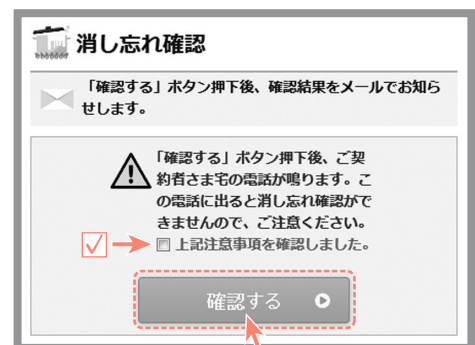 消し忘れ確認
「確認する」ボタン押下後、確認結果をメールでお知ら
せします。
「確認する」ボタン押下後、ご契
約者さま宅の電話が鳴ります。こ
の電話に出ると消し忘れ確認がで
きませんので、ご注意ください。
上記注意事項を確認しました。
確認する